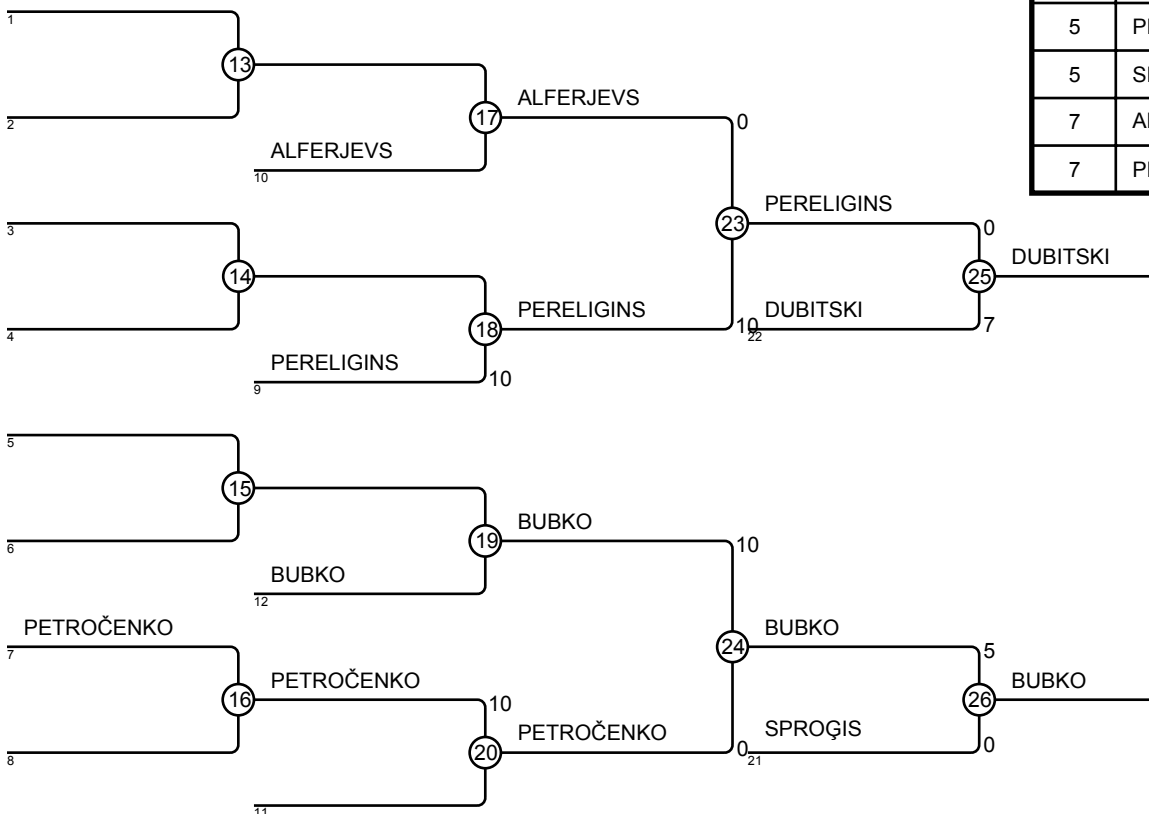 1
13
2
ALFERJEVS
10
17
ALFERJEVS
0
3
14
4
PERELIGINS
9
18
10
PERELIGINS
10
23
PERELIGINS
0
DUBITSKI
22
7
25
DUBITSKI
5
15
6
BUBKO
12
19
BUBKO
10
PETROČENKO
7
16
8
PETROČENKO
10
20
11
PETROČENKO
0
24
BUBKO
5
SPROĢIS
21
0
26
BUBKO
5
5
7
7